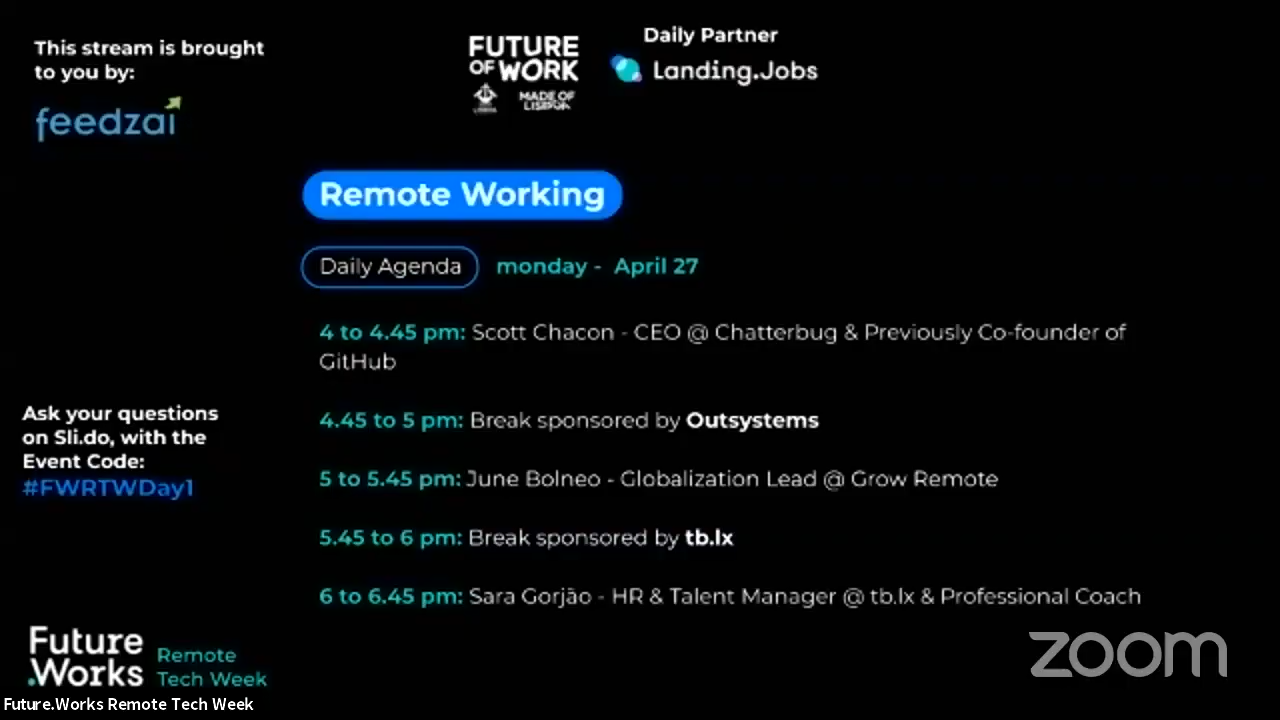 This stream is brought
to you by:
feedzai
FUTURE
OF WORK
MADE OF
LISBOA
Daily Partner
Landing.Jobs
Remote Working
Daily Agenda
monday - April 27
4 to 4.45 pm: Scott Chacon - CEO @ Chatterbug & Previously Co-founder of
GitHub
4.45 to 5 pm: Break sponsored by Outsystems
5 to 5.45 pm: June Bolneo - Globalization Lead @ Grow Remote
5.45 to 6 pm: Break sponsored by tb.lx
6 to 6.45 pm: Sara Gorjão - HR & Talent Manager @ tb.lx & Professional Coach
Ask your questions
on Sli.do, with the
Event Code:
#FWRTWDay1
Future
.Works
Remote
Tech Week
zoom
Future.Works Remote Tech Week